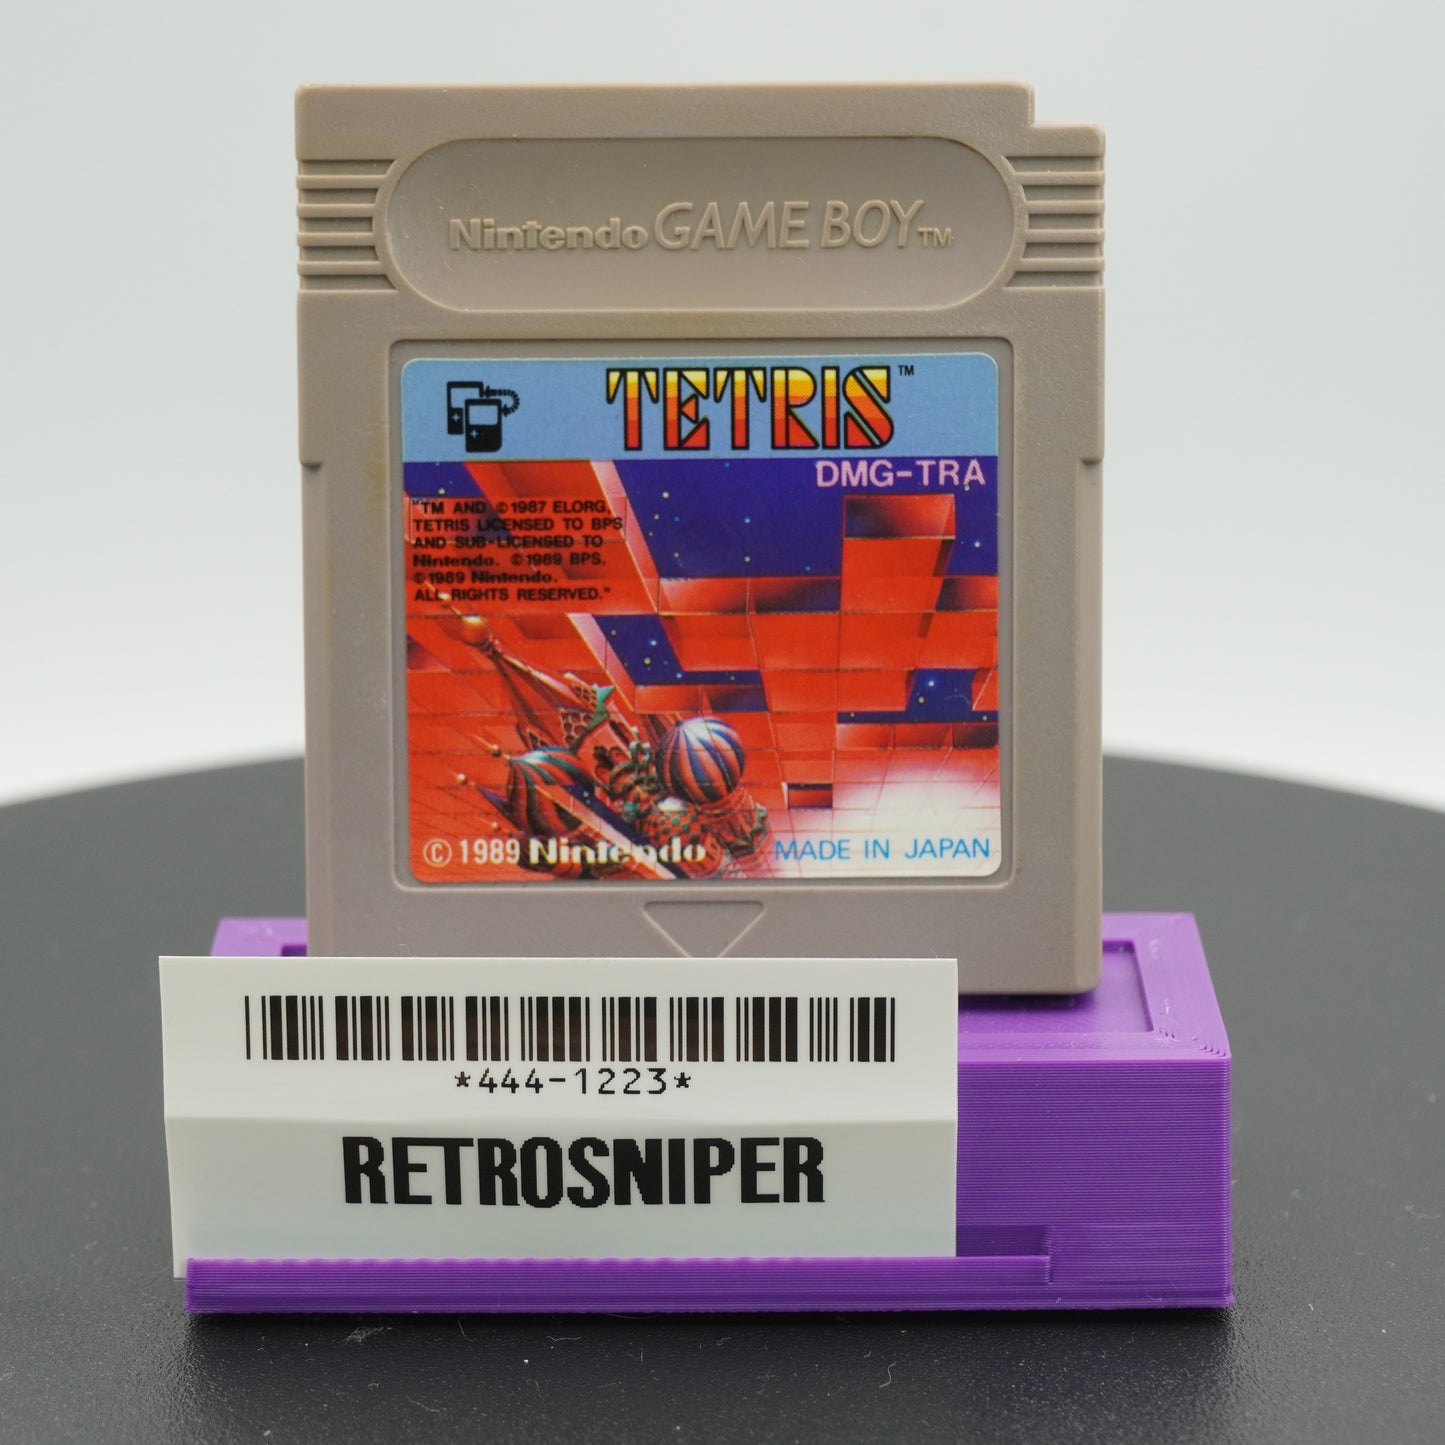 Nintendo GAME BOY™
TETRIS™
DMG-TRA
"TM AND ©1987 ELORG,
TETRIS LICENSED TO BPS
AND SUB-LICENSED TO
Nintendo. ©1989 BPS.
©1989 Nintendo.
ALL RIGHTS RESERVED."
©1989 Nintendo MADE IN JAPAN
*444-1223*
RETROSNIPER